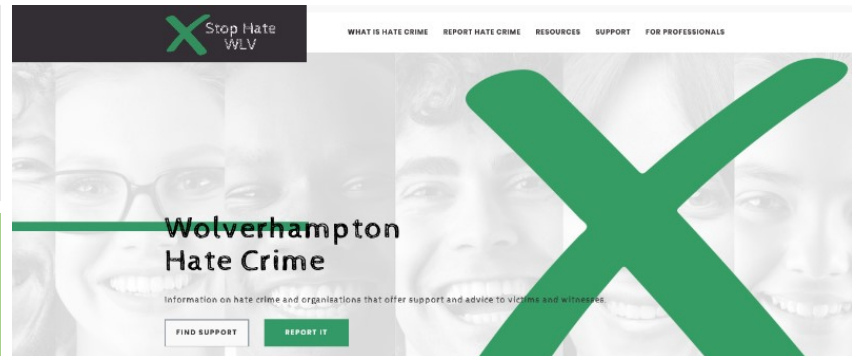 Stop Hate
WLV
WHAT IS HATE CRIME REPORT HATE CRIME RESOURCES SUPPORT FOR PROFESSIONALS
Wolverhampton
Hate Crime
Information on hate crime and organisations that offer support and advice to victims and witnesses.
FIND SUPPORT REPORT IT